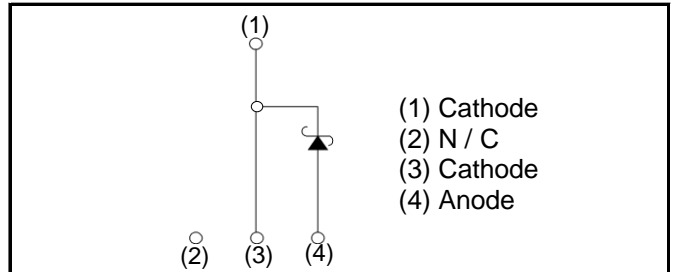 (1)
(1) Cathode
(2) N / C
(3) Cathode
(4) Anode
(2) (3) (4)